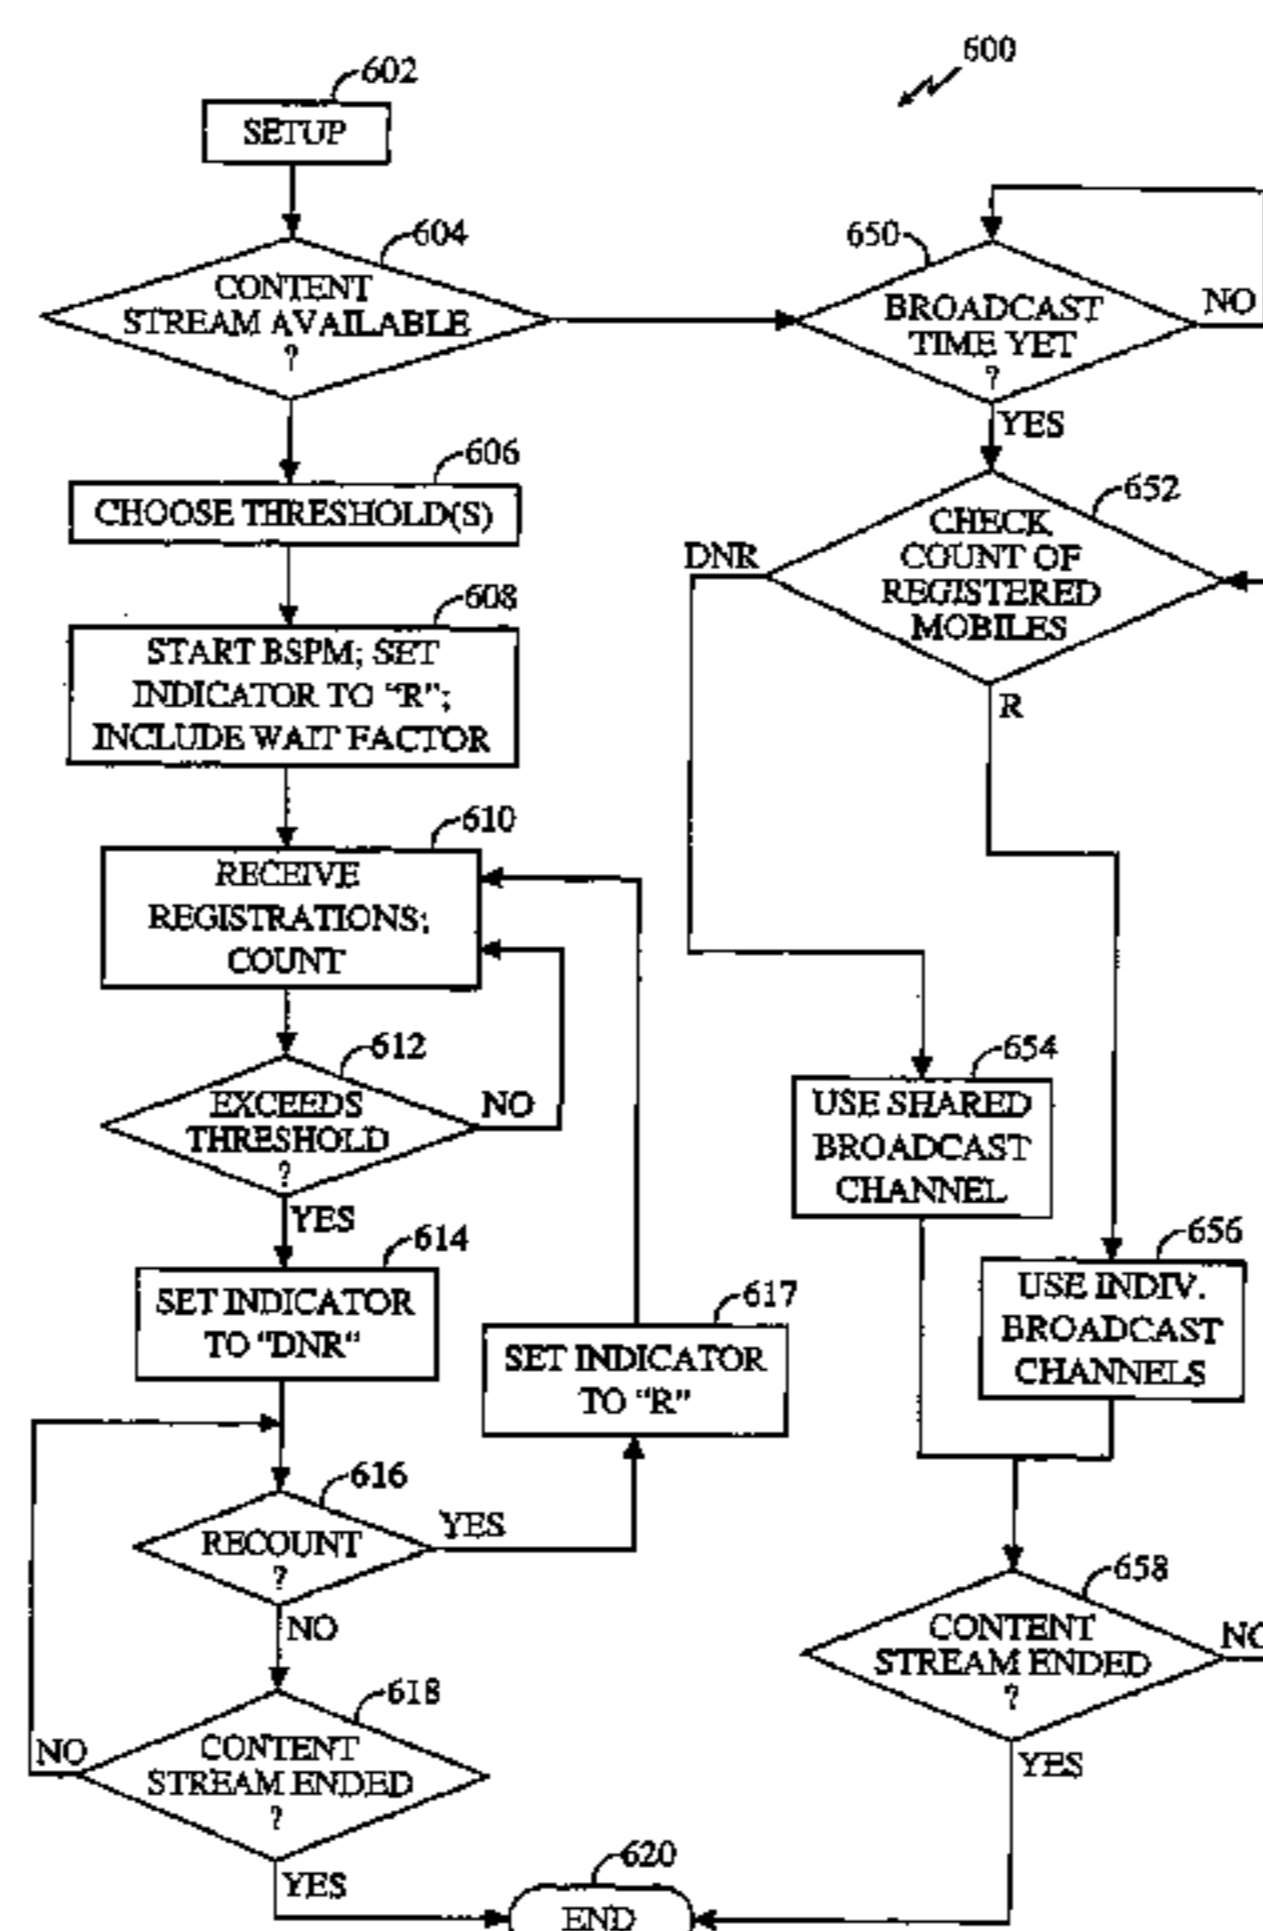 600
602
SETUP
604
CONTENT
STREAM AVAILABLE
?
606
CHOOSE THRESHOLD(S)
608
START BSPM; SET
INDICATOR TO "R";
INCLUDE WAIT FACTOR
610
RECEIVE
REGISTRATIONS;
COUNT
612
EXCEEDS
THRESHOLD
?
NO
YES
614
SET INDICATOR
TO "DNR"
617
SET INDICATOR
TO "R"
616
RECOUNT
?
YES
NO
618
CONTENT
STREAM ENDED
?
NO
YES
620
END
650
BROADCAST
TIME YET
?
NO
YES
652
CHECK
COUNT OF
REGISTERED
MOBILES
DNR
R
654
USE SHARED
BROADCAST
CHANNEL
656
USE INDIV.
BROADCAST
CHANNELS
658
CONTENT
STREAM ENDED
?
NO
YES